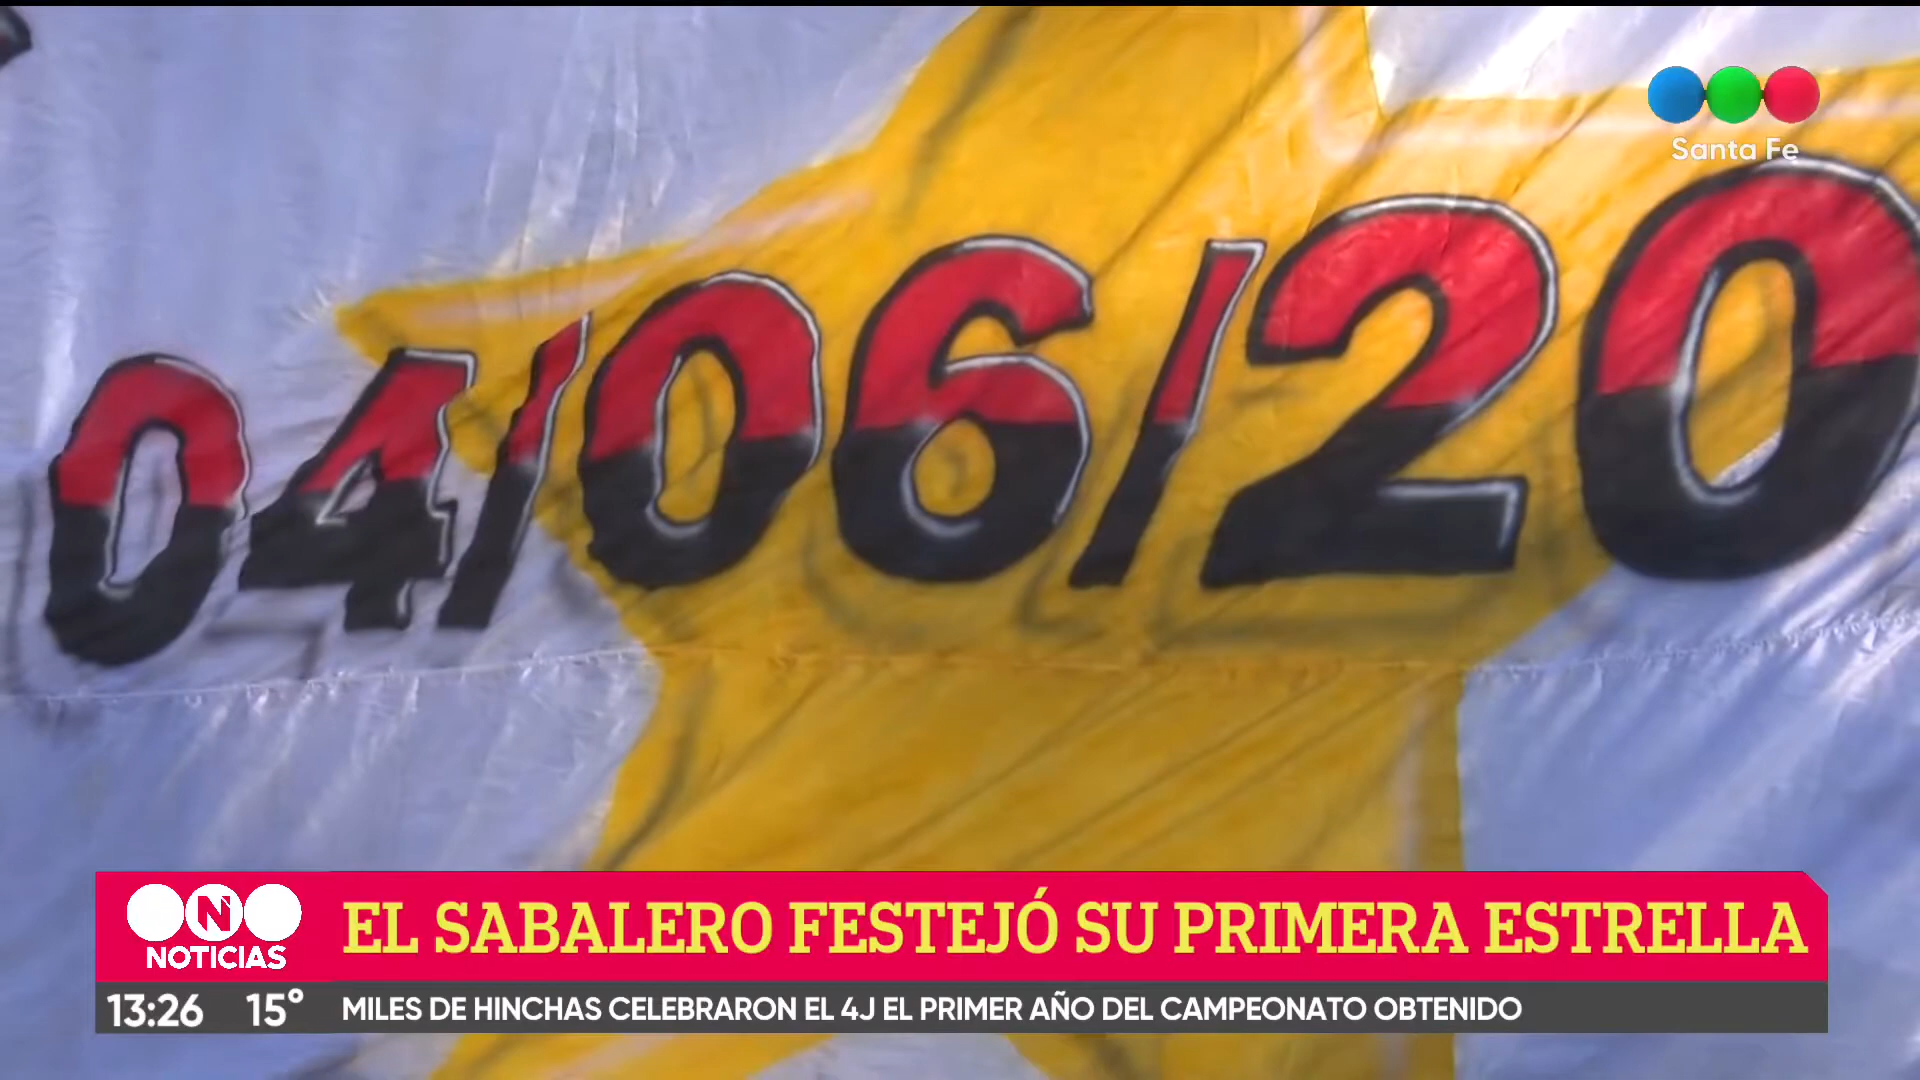 Santa Fe
04/06/20
N
NOTICIAS
EL SABALERO FESTEJÓ SU PRIMERA ESTRELLA
13:26 15°
MILES DE HINCHAS CELEBRARON EL 4J EL PRIMER AÑO DEL CAMPEONATO OBTENIDO